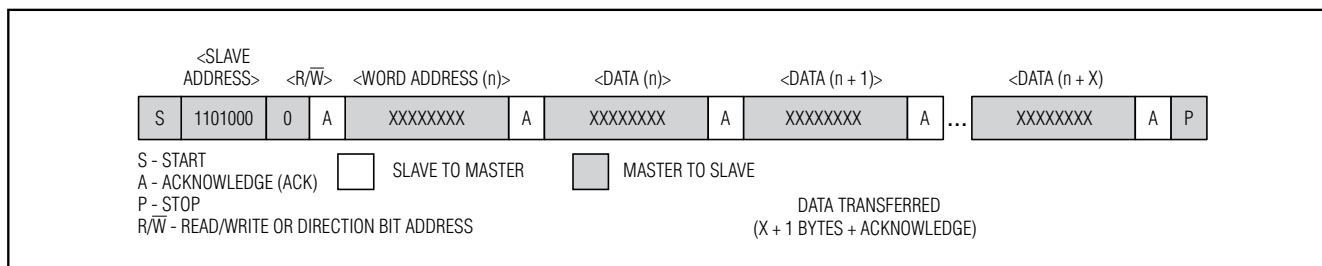 <SLAVE
ADDRESS> <R/W̅> <WORD ADDRESS (n)> <DATA (n)> <DATA (n + 1)> <DATA (n + X)
S 1101000 0 A XXXXXXXX A XXXXXXXX A XXXXXXXX A ... XXXXXXXX A P
S - START
A - ACKNOWLEDGE (ACK) SLAVE TO MASTER MASTER TO SLAVE
P - STOP
R/W̅ - READ/WRITE OR DIRECTION BIT ADDRESS
DATA TRANSFERRED
(X + 1 BYTES + ACKNOWLEDGE)